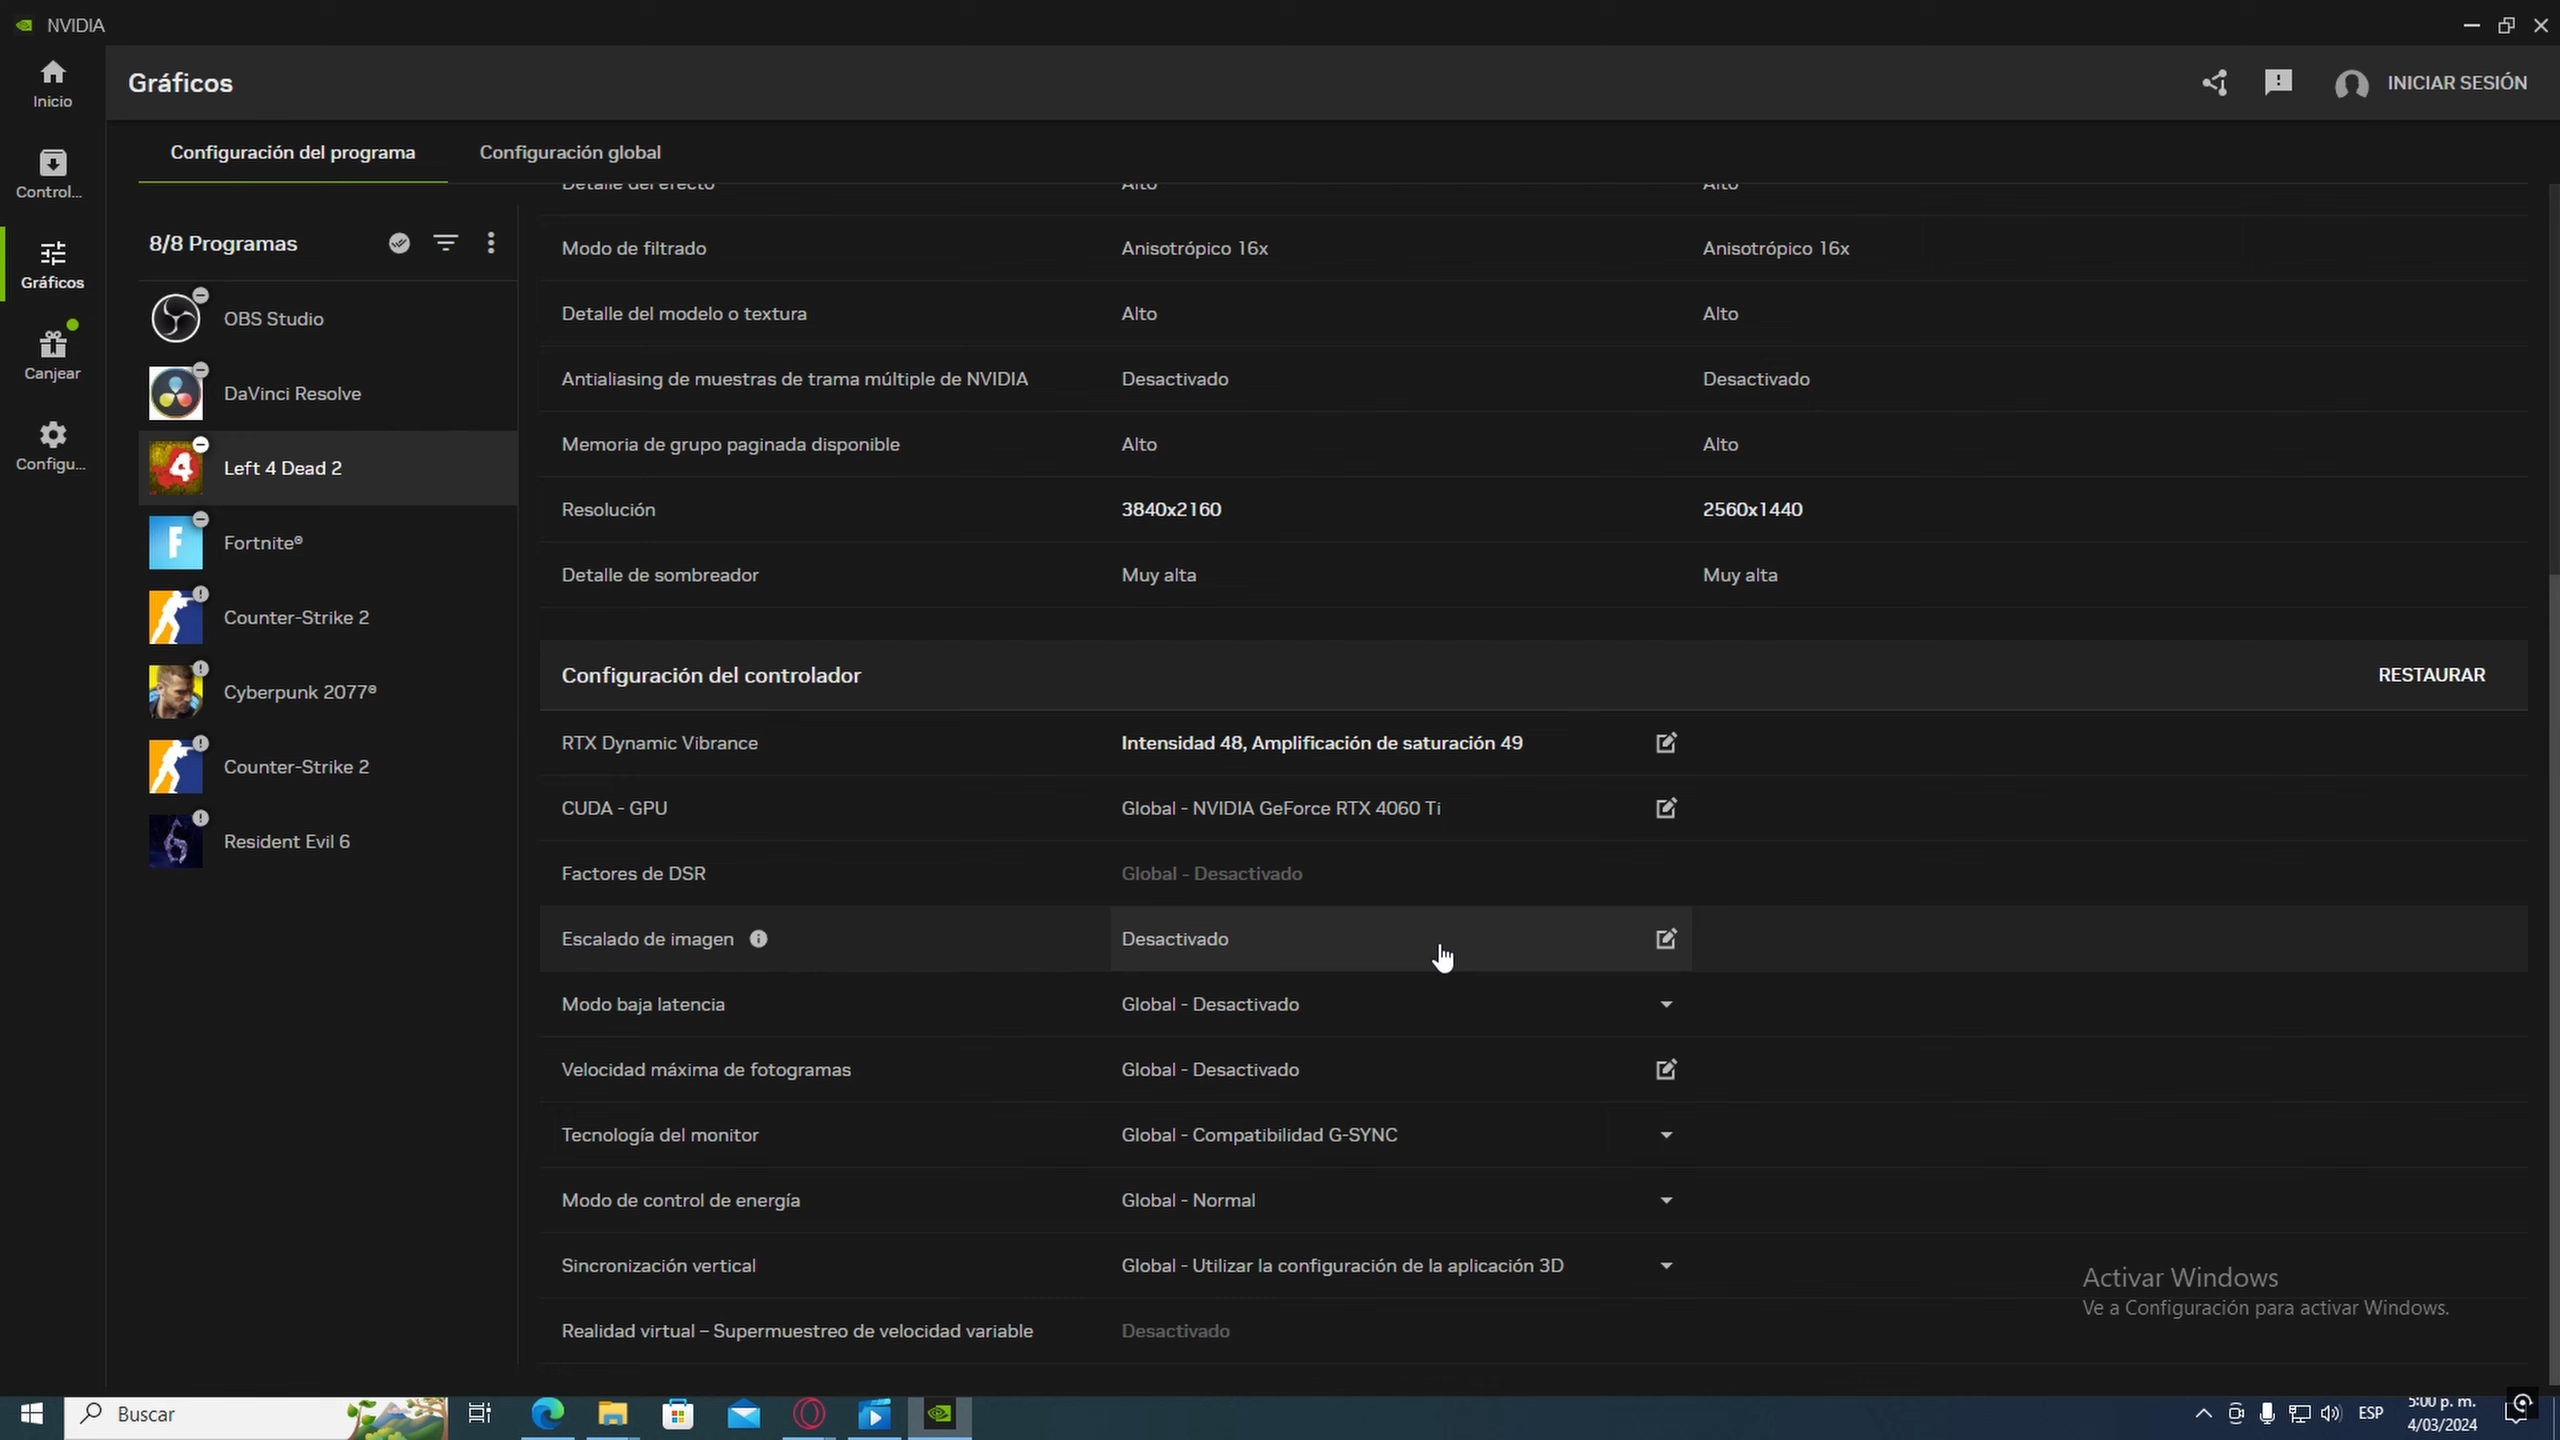 NVIDIA
Inicio
Control...
Gráficos
Canjear
Configu...
Gráficos
INICIAR SESIÓN
Configuración del programa
Configuración global
8/8 Programas
OBS Studio
DaVinci Resolve
Left 4 Dead 2
Fortnite®
Counter-Strike 2
Cyberpunk 2077®
Counter-Strike 2
Resident Evil 6
Detalle del efecto Alto Alto
Modo de filtrado Anisotrópico 16x Anisotrópico 16x
Detalle del modelo o textura Alto Alto
Antialiasing de muestras de trama múltiple de NVIDIA Desactivado Desactivado
Memoria de grupo paginada disponible Alto Alto
Resolución 3840x2160 2560x1440
Detalle de sombreador Muy alta Muy alta
Configuración del controlador RESTAURAR
RTX Dynamic Vibrance Intensidad 48, Amplificación de saturación 49
CUDA - GPU Global - NVIDIA GeForce RTX 4060 Ti
Factores de DSR Global - Desactivado
Escalado de imagen Desactivado
Modo baja latencia Global - Desactivado
Velocidad máxima de fotogramas Global - Desactivado
Tecnología del monitor Global - Compatibilidad G-SYNC
Modo de control de energía Global - Normal
Sincronización vertical Global - Utilizar la configuración de la aplicación 3D
Realidad virtual – Supermuestreo de velocidad variable Desactivado
Activar Windows
Ve a Configuración para activar Windows.
Buscar
ESP
5:00 p. m.
4/03/2024